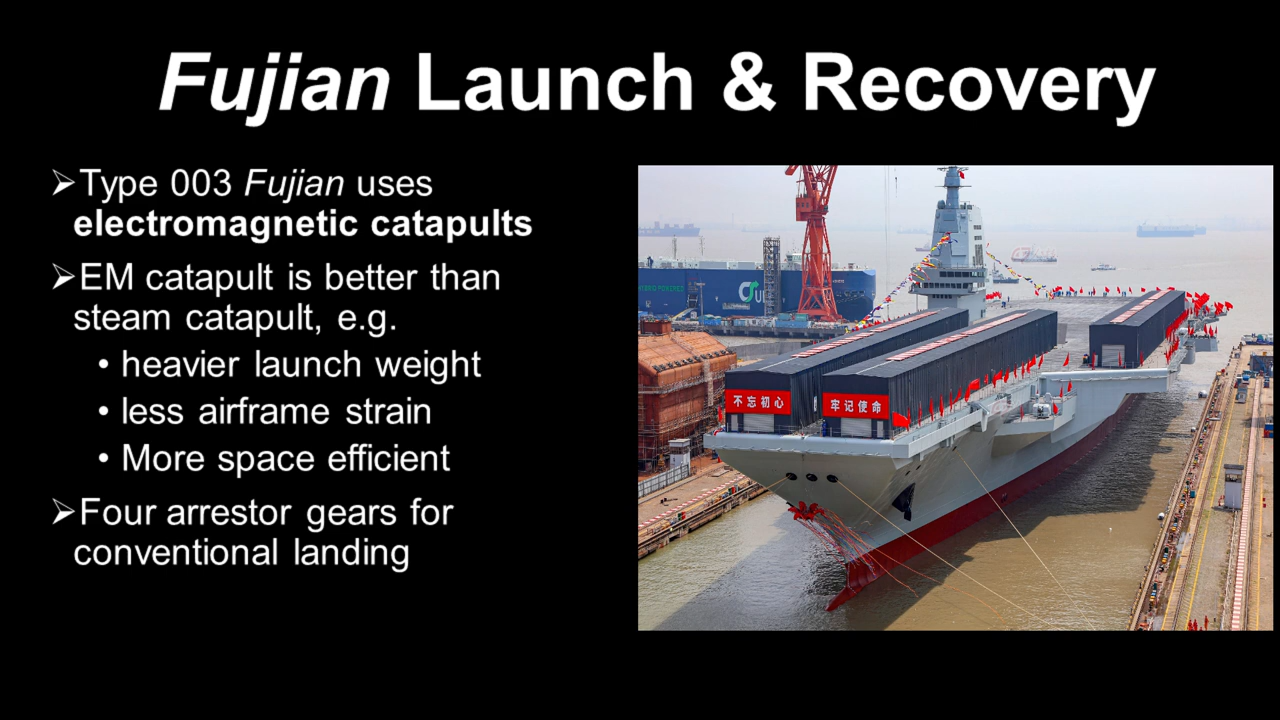 Fujian Launch & Recovery
➢Type 003 Fujian uses
electromagnetic catapults
➢EM catapult is better than
steam catapult, e.g.
• heavier launch weight
• less airframe strain
• More space efficient
➢Four arrestor gears for
conventional landing
不忘初心
牢记使命